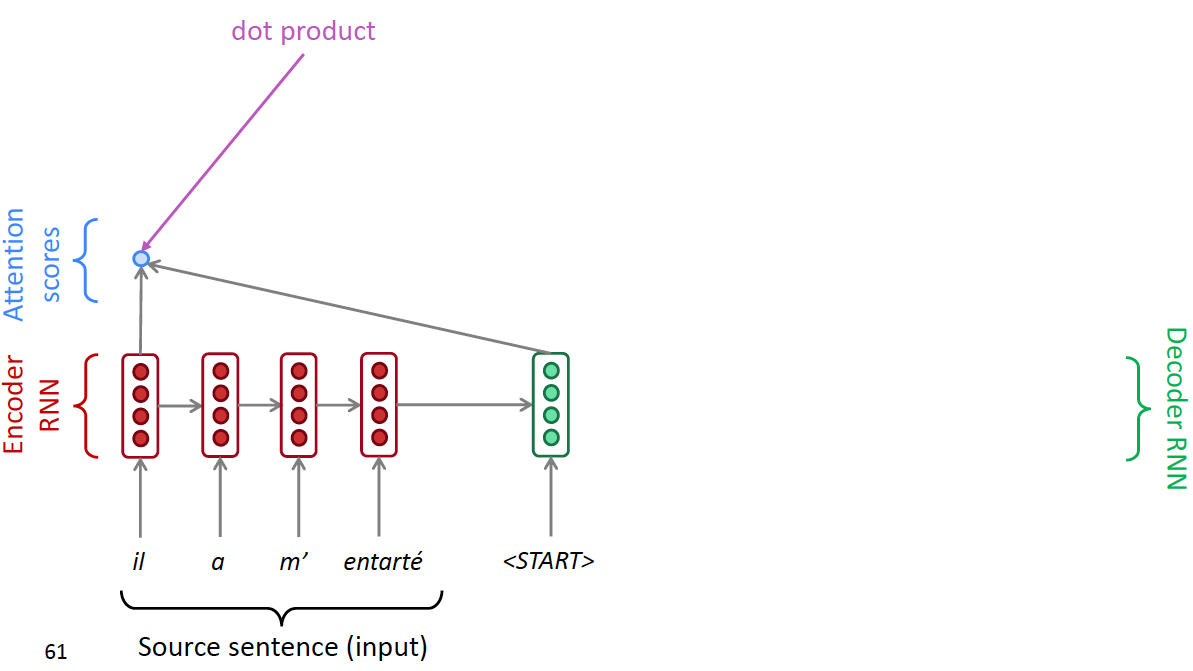 dot product
Attention
scores
Encoder
RNN
Decoder RNN
il a m’ entarté <START>
Source sentence (input)
61